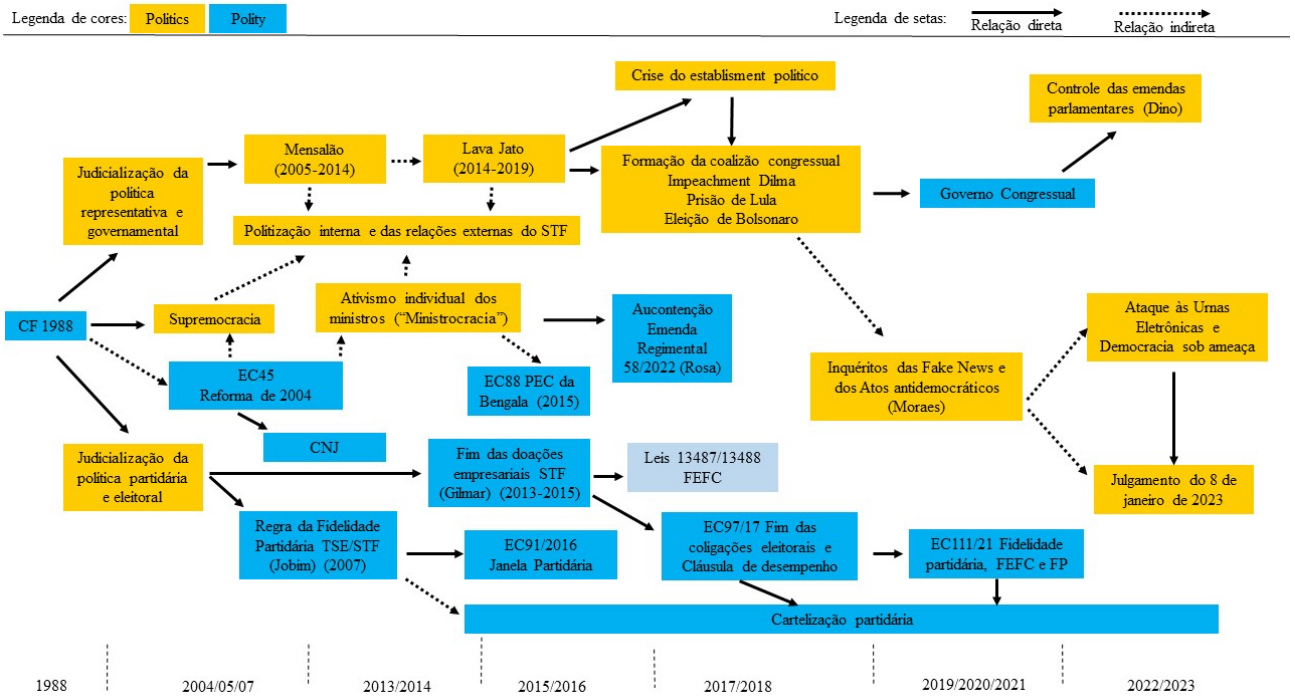 Legenda de cores:
Politics
Polity
Legenda de setas:
Relação direta
Relação indireta
Crise do establisment político
Controle das emendas
parlamentares (Dino)
Mensalão
(2005-2014)
Lava Jato
(2014-2019)
Judicialização da
política
representativa e
governamental
Formação da coalizão congressual
Impeachment Dilma
Prisão de Lula
Eleição de Bolsonaro
Governo Congressual
Politização interna e das relações externas do STF
CF 1988
Supremocracia
Ativismo individual dos
ministros (“Ministrocracia”)
Aucontenção
Emenda
Regimental
58/2022 (Rosa)
Ataque às Urnas
Eletrônicas e
Democracia sob ameaça
EC45
Reforma de 2004
EC88 PEC da
Bengala (2015)
Inquéritos das Fake News e
dos Atos antidemocráticos
(Moraes)
CNJ
Judicialização da
política partidária
e eleitoral
Fim das doações
empresariais STF
(Gilmar) (2013-2015)
Leis 13487/13488
FEFC
Julgamento do 8 de
janeiro de 2023
Regra da Fidelidade
Partidária TSE/STF
(Jobim) (2007)
EC91/2016
Janela Partidária
EC97/17 Fim das
coligações eleitorais e
Cláusula de desempenho
EC111/21 Fidelidade
partidária, FEFC e FP
Cartelização partidária
1988
2004/05/07
2013/2014
2015/2016
2017/2018
2019/2020/2021
2022/2023